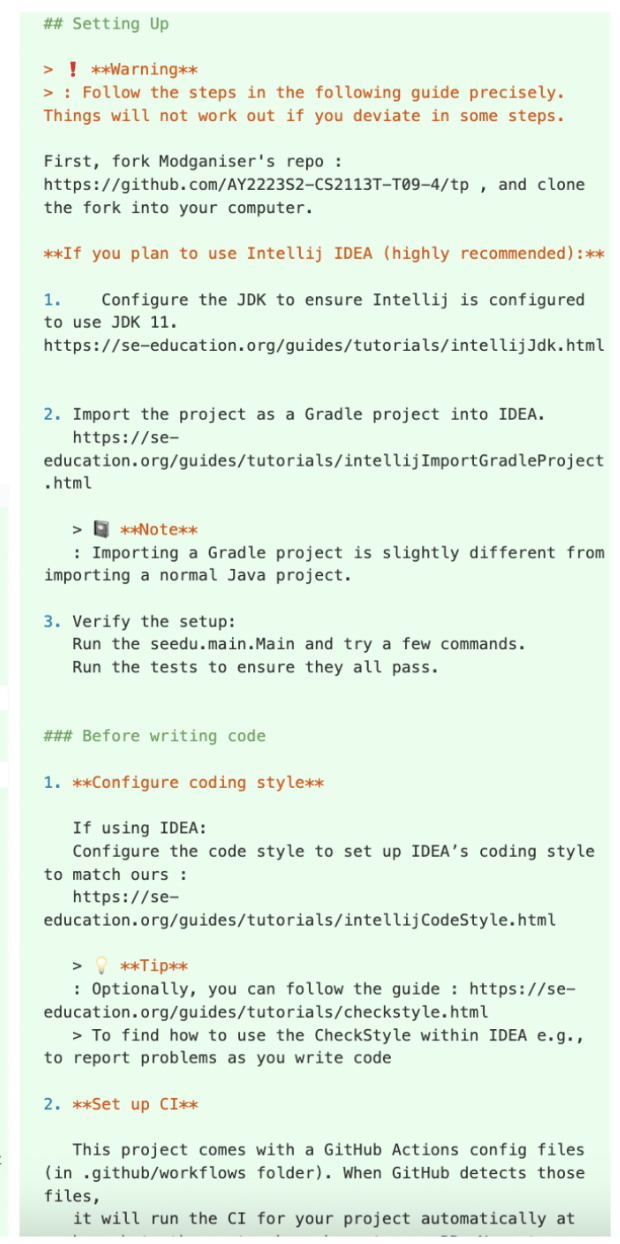 ## Setting Up
> ❗ **Warning**
> : Follow the steps in the following guide precisely.
Things will not work out if you deviate in some steps.
First, fork Modganiser's repo :
https://github.com/AY2223S2-CS2113T-T09-4/tp , and clone
the fork into your computer.
**If you plan to use Intellij IDEA (highly recommended):**
1.    Configure the JDK to ensure Intellij is configured
to use JDK 11.
https://se-education.org/guides/tutorials/intellijJdk.html
2. Import the project as a Gradle project into IDEA.
https://se-
education.org/guides/tutorials/intellijImportGradleProject
.html
> 📓 **Note**
: Importing a Gradle project is slightly different from
importing a normal Java project.
3. Verify the setup:
Run the seedu.main.Main and try a few commands.
Run the tests to ensure they all pass.
### Before writing code
1. **Configure coding style**
If using IDEA:
Configure the code style to set up IDEA’s coding style
to match ours :
https://se-
education.org/guides/tutorials/intellijCodeStyle.html
> 💡 **Tip**
: Optionally, you can follow the guide : https://se-
education.org/guides/tutorials/checkstyle.html
> To find how to use the CheckStyle within IDEA e.g.,
to report problems as you write code
2. **Set up CI**
This project comes with a GitHub Actions config files
(in .github/workflows folder). When GitHub detects those
files,
it will run the CI for your project automatically at